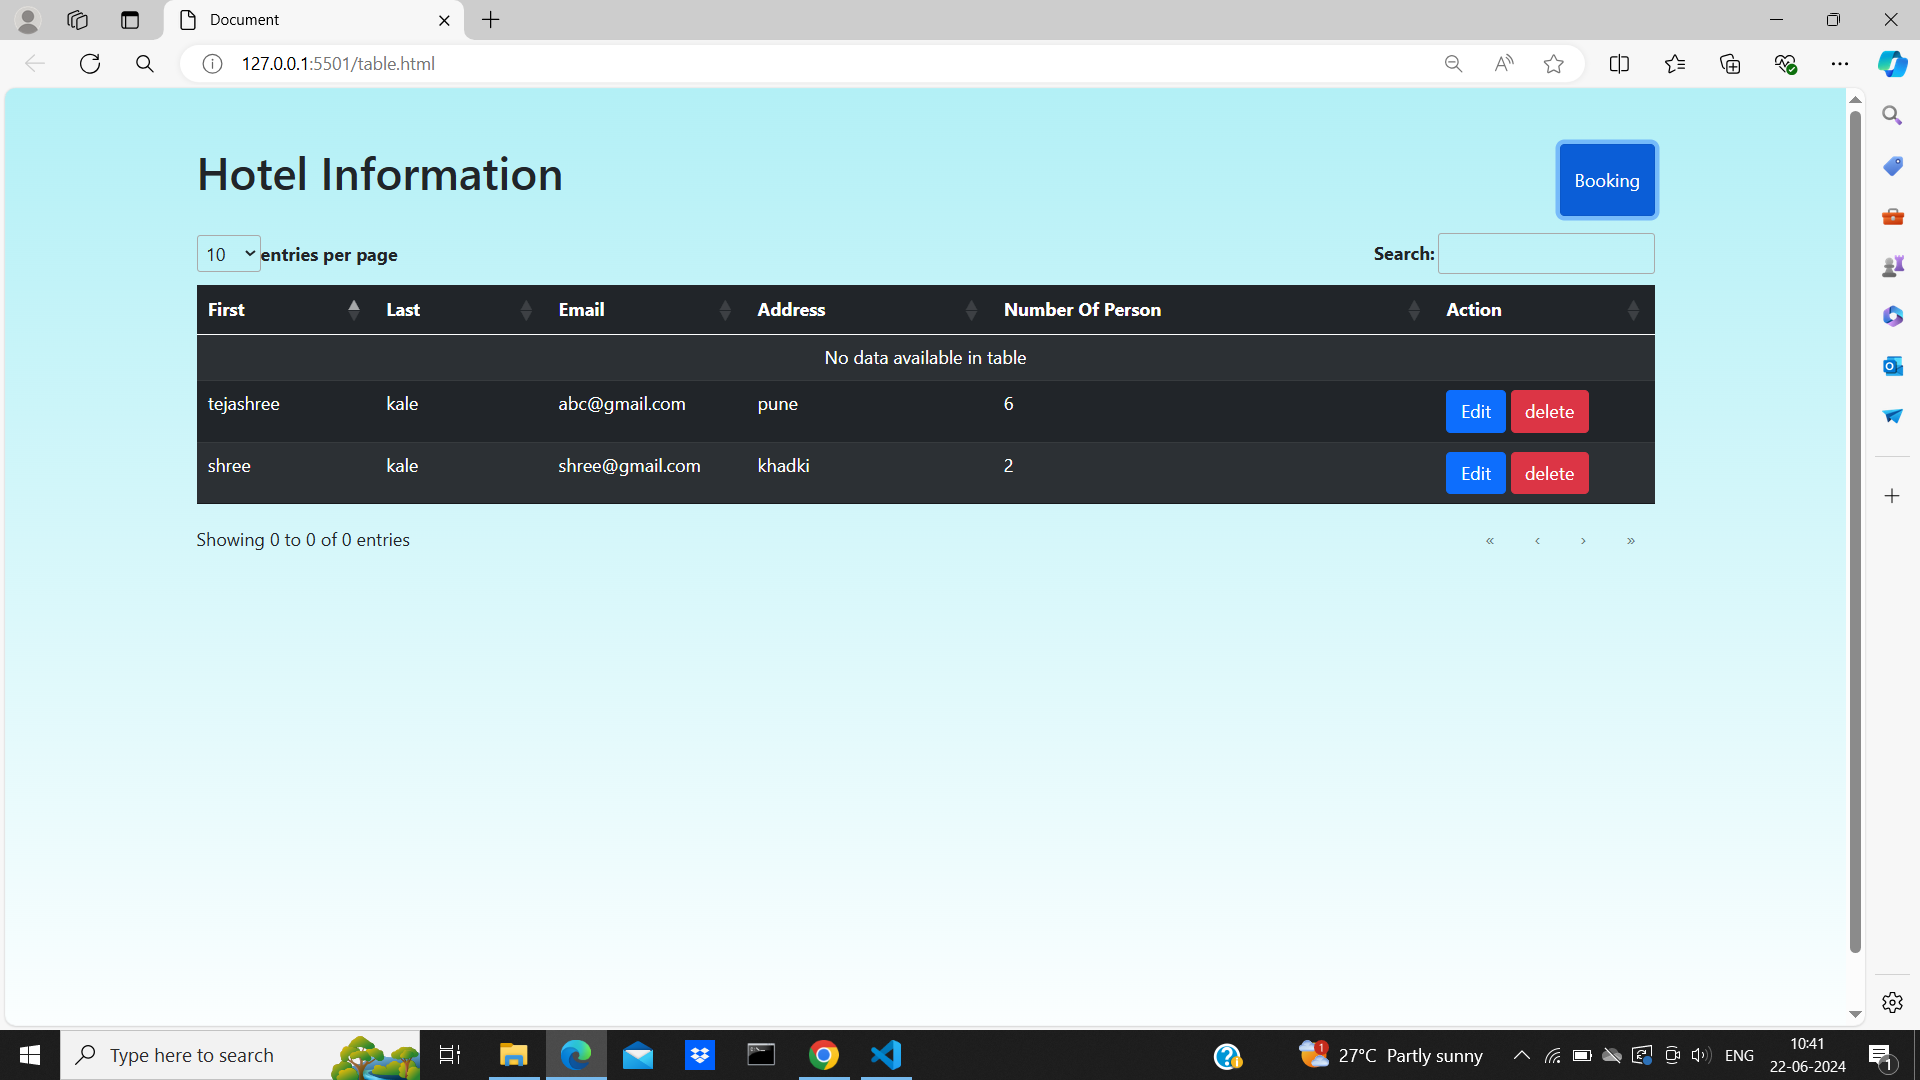 Document
127.0.0.1:5501/table.html
Hotel Information
Booking
10 entries per page
Search:
First Last Email Address Number Of Person Action
No data available in table
tejashree kale abc@gmail.com pune 6 Edit delete
shree kale shree@gmail.com khadki 2 Edit delete
Showing 0 to 0 of 0 entries
« ‹ › »
Type here to search
1
27°C Partly sunny
ENG
10:41
22-06-2024
1